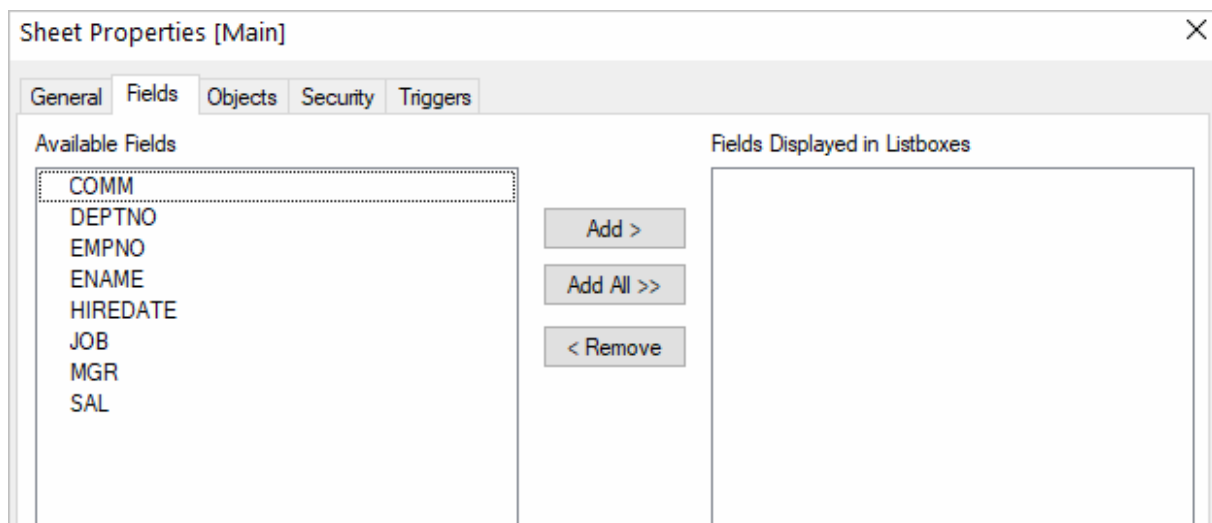 Sheet Properties [Main]
General Fields Objects Security Triggers
Available Fields
COMM
DEPTNO
EMPNO
ENAME
HIREDATE
JOB
MGR
SAL
Add >
Add All >>
< Remove
Fields Displayed in Listboxes